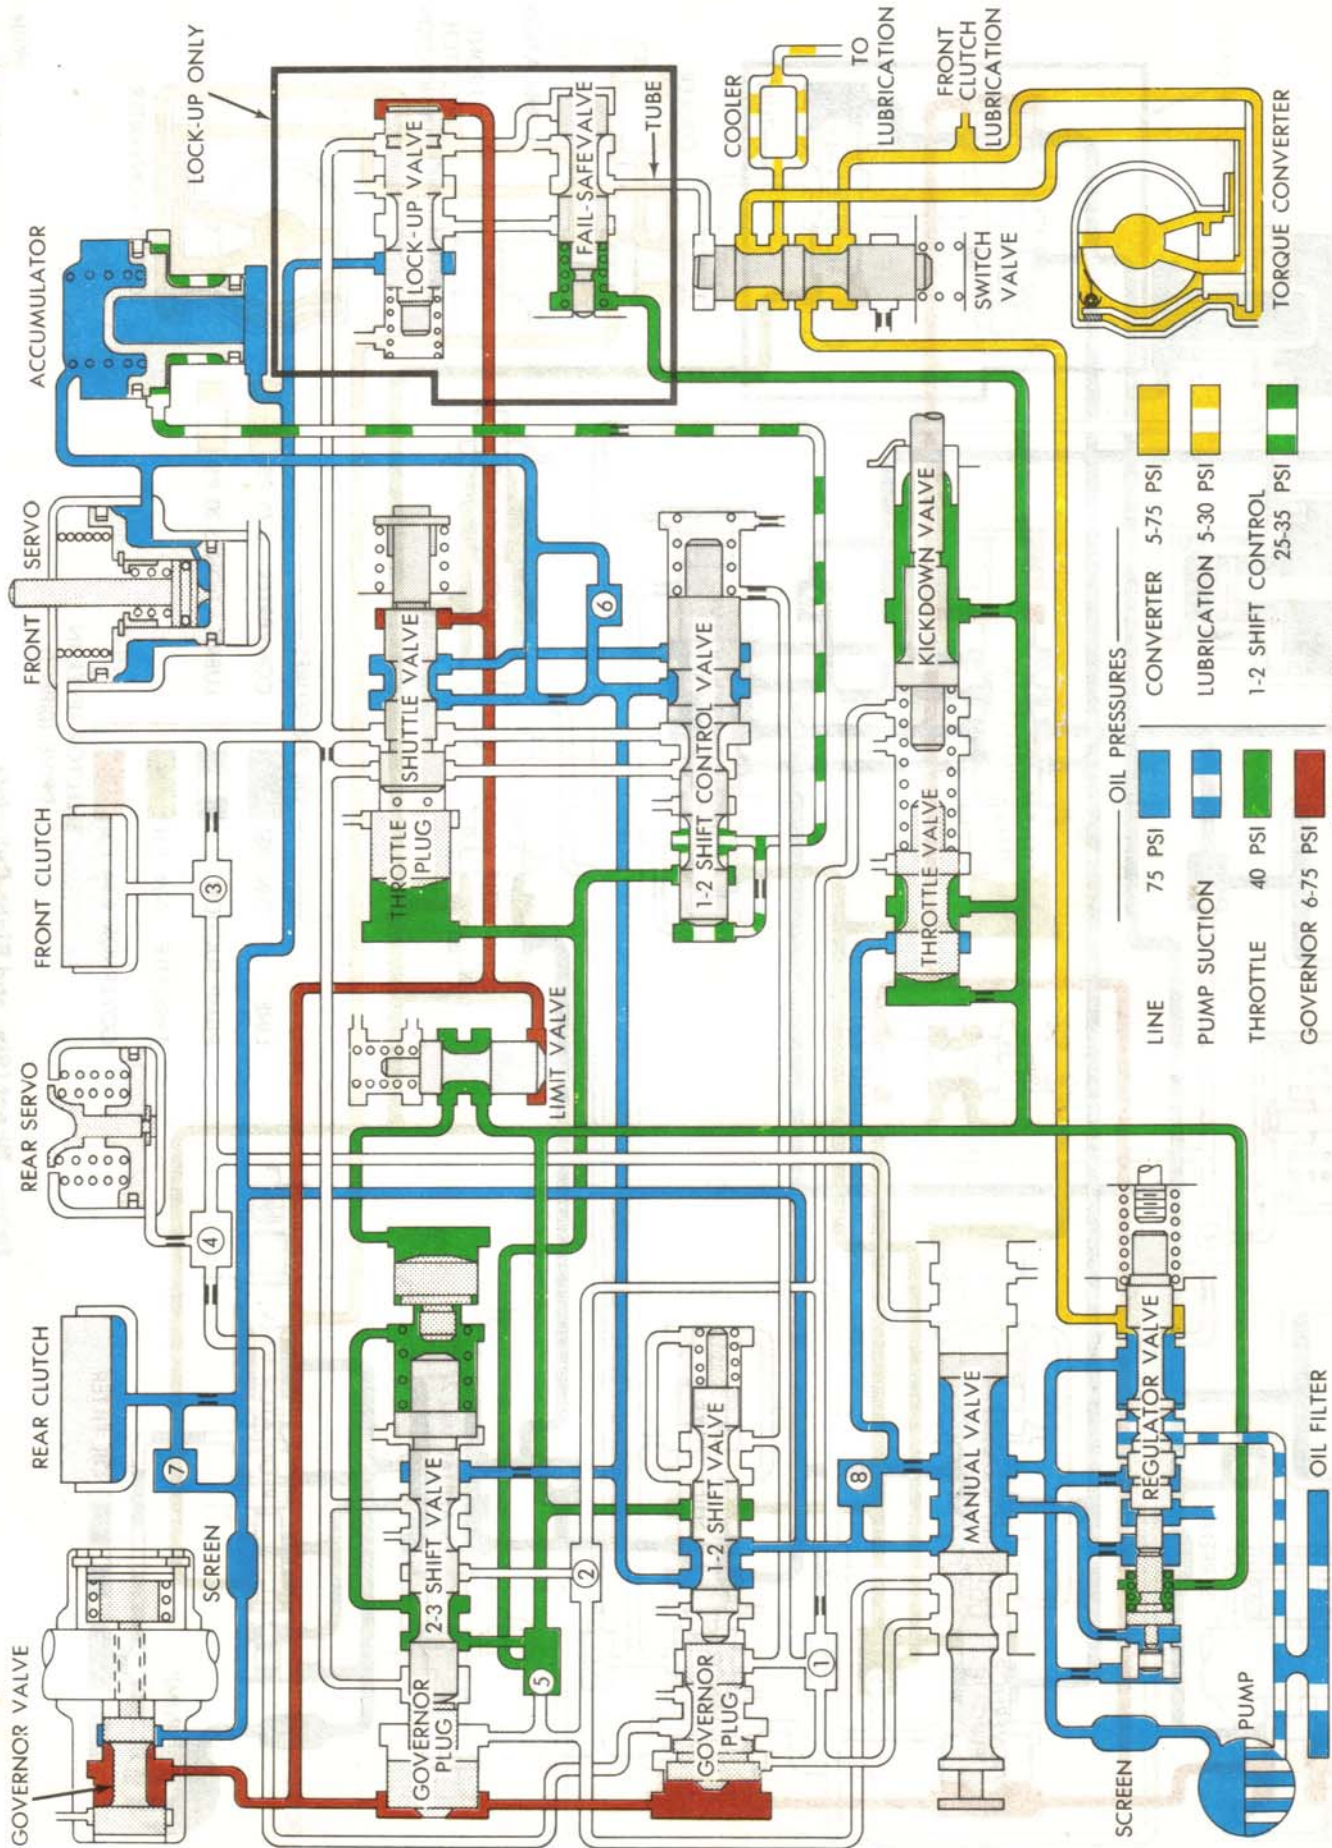 GOVERNOR VALVE
REAR CLUTCH
REAR SERVO
FRONT CLUTCH
FRONT SERVO
ACCUMULATOR
LOCK-UP ONLY
SCREEN
7
4
3
GOVERNOR
PLUG
2-3 SHIFT VALVE
5
2
LIMIT VALVE
THROTTLE
PLUG
SHUTTLE VALVE
6
LOCK-UP VALVE
FAIL-SAFE VALVE
TUBE
GOVERNOR
PLUG
1-2 SHIFT VALVE
1
8
1-2 SHIFT CONTROL VALVE
COOLER
TO
LUBRICATION
FRONT
CLUTCH
LUBRICATION
SWITCH
VALVE
MANUAL VALVE
THROTTLE VALVE
KICKDOWN VALVE
SCREEN
PUMP
REGULATOR VALVE
OIL FILTER
TORQUE CONVERTER
OIL PRESSURES
LINE 75 PSI
PUMP SUCTION
THROTTLE 40 PSI
GOVERNOR 6-75 PSI
CONVERTER 5-75 PSI
LUBRICATION 5-30 PSI
1-2 SHIFT CONTROL
25-35 PSI